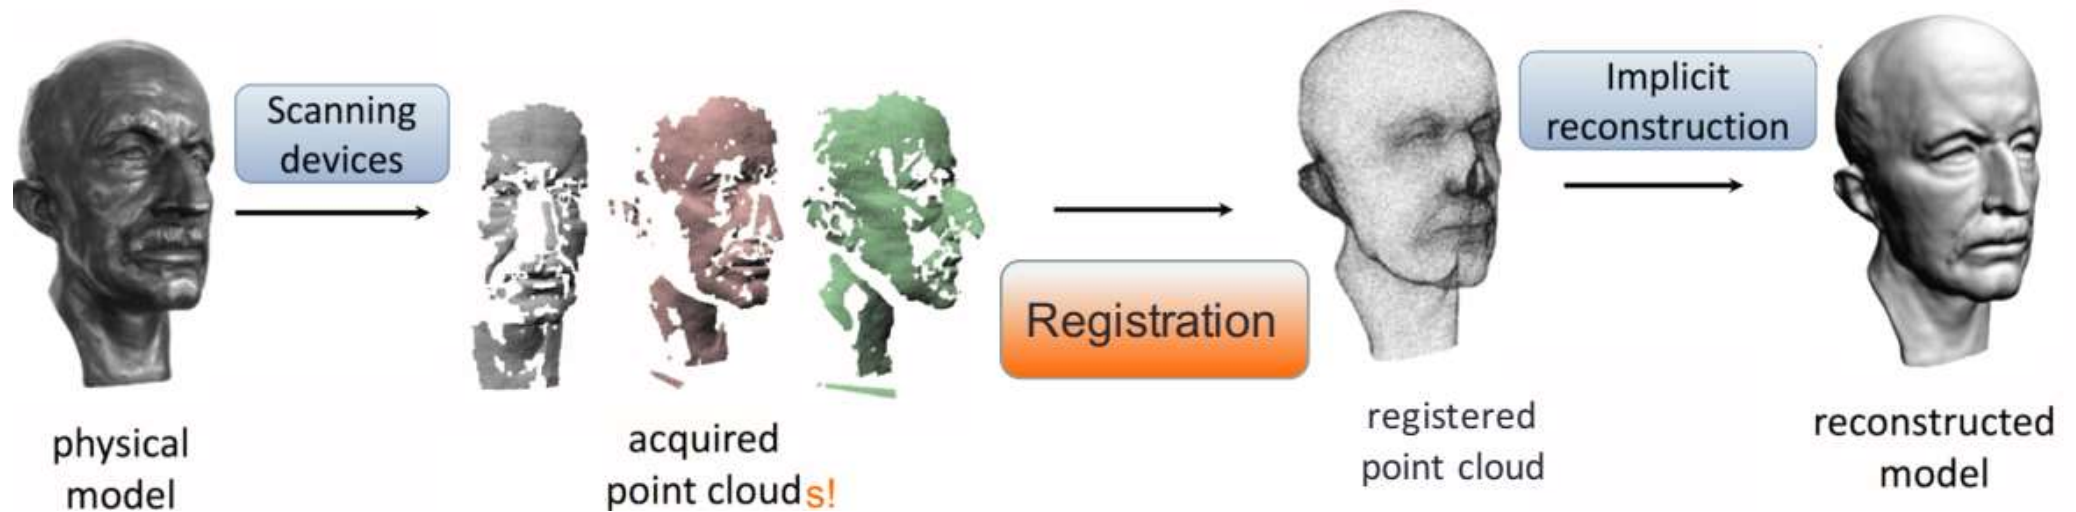 Scanning
devices
Registration
Implicit
reconstruction
physical
model
acquired
point clouds!
registered
point cloud
reconstructed
model